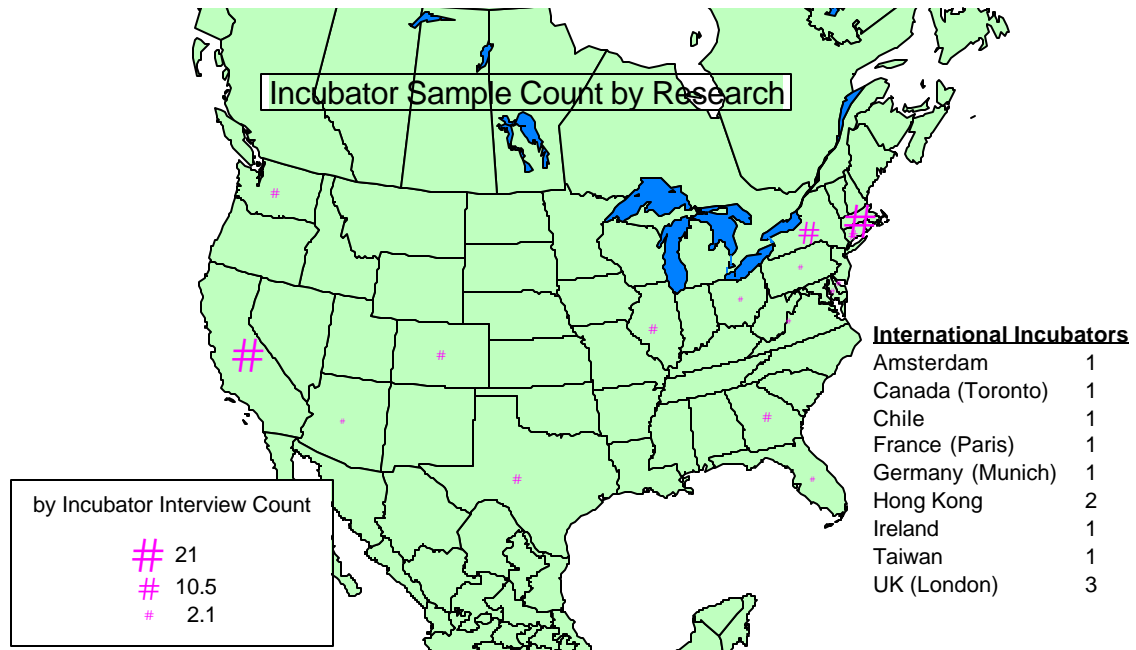 Incubator Sample Count by Research
International Incubators
Amsterdam 1
Canada (Toronto) 1
Chile 1
France (Paris) 1
Germany (Munich) 1
Hong Kong 2
Ireland 1
Taiwan 1
UK (London) 3
by Incubator Interview Count
# 21
# 10.5
# 2.1